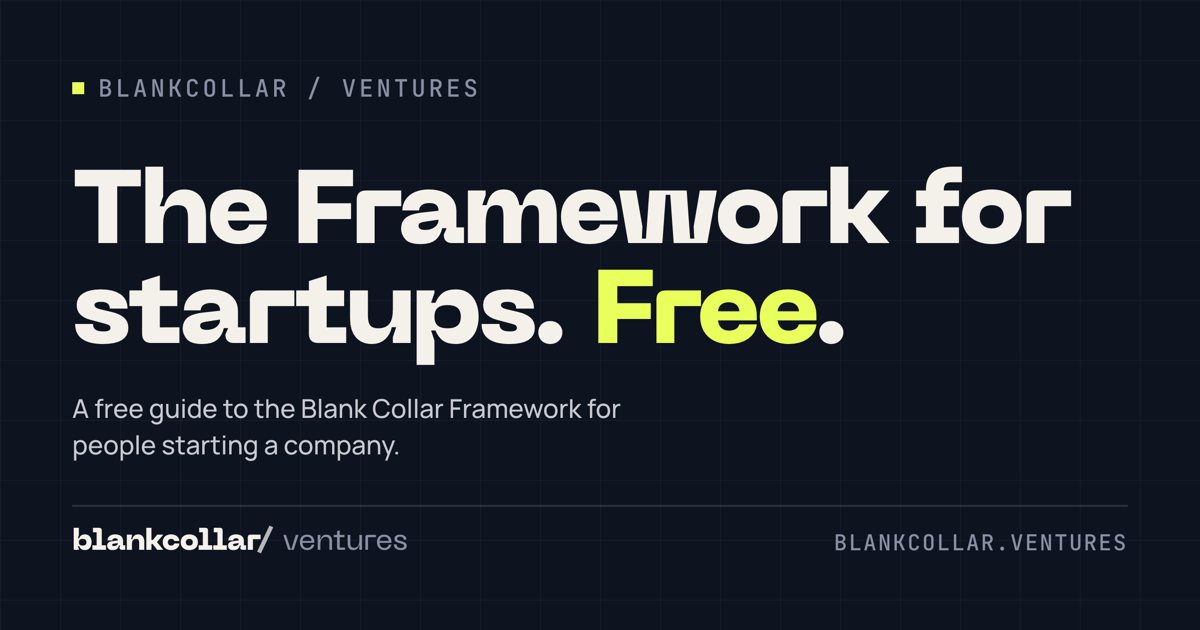 BLANKCOLLAR / VENTURES
The Framework for
startups. Free.
A free guide to the Blank Collar Framework for
people starting a company.
blankcollar/ ventures
BLANKCOLLAR.VENTURES